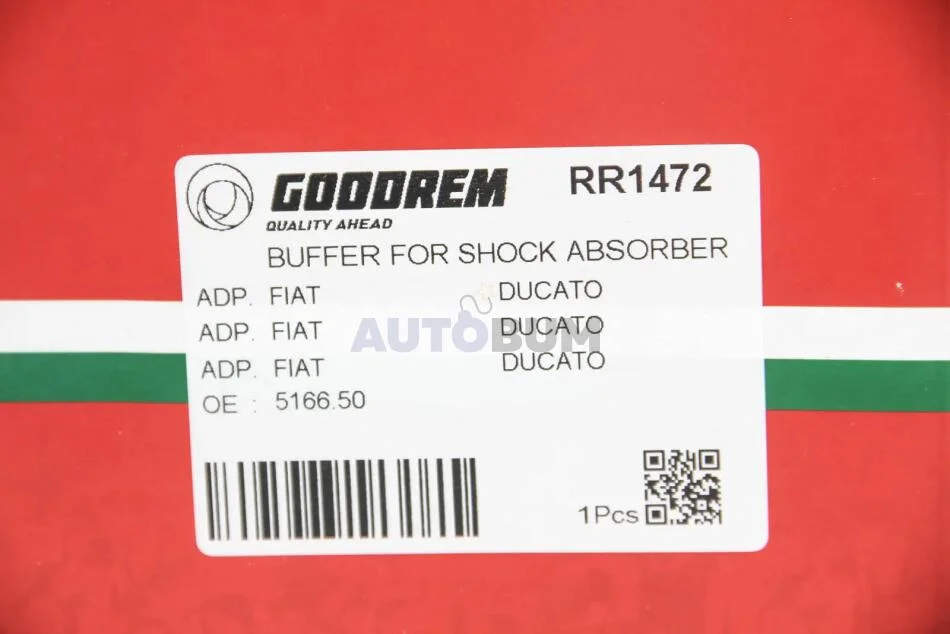 GOODREM
RR1472
QUALITY AHEAD
BUFFER FOR SHOCK ABSORBER
ADP. FIAT DUCATO
ADP. FIAT DUCATO
ADP. FIAT DUCATO
AUTOBUM
OE : 5166.50
1Pcs